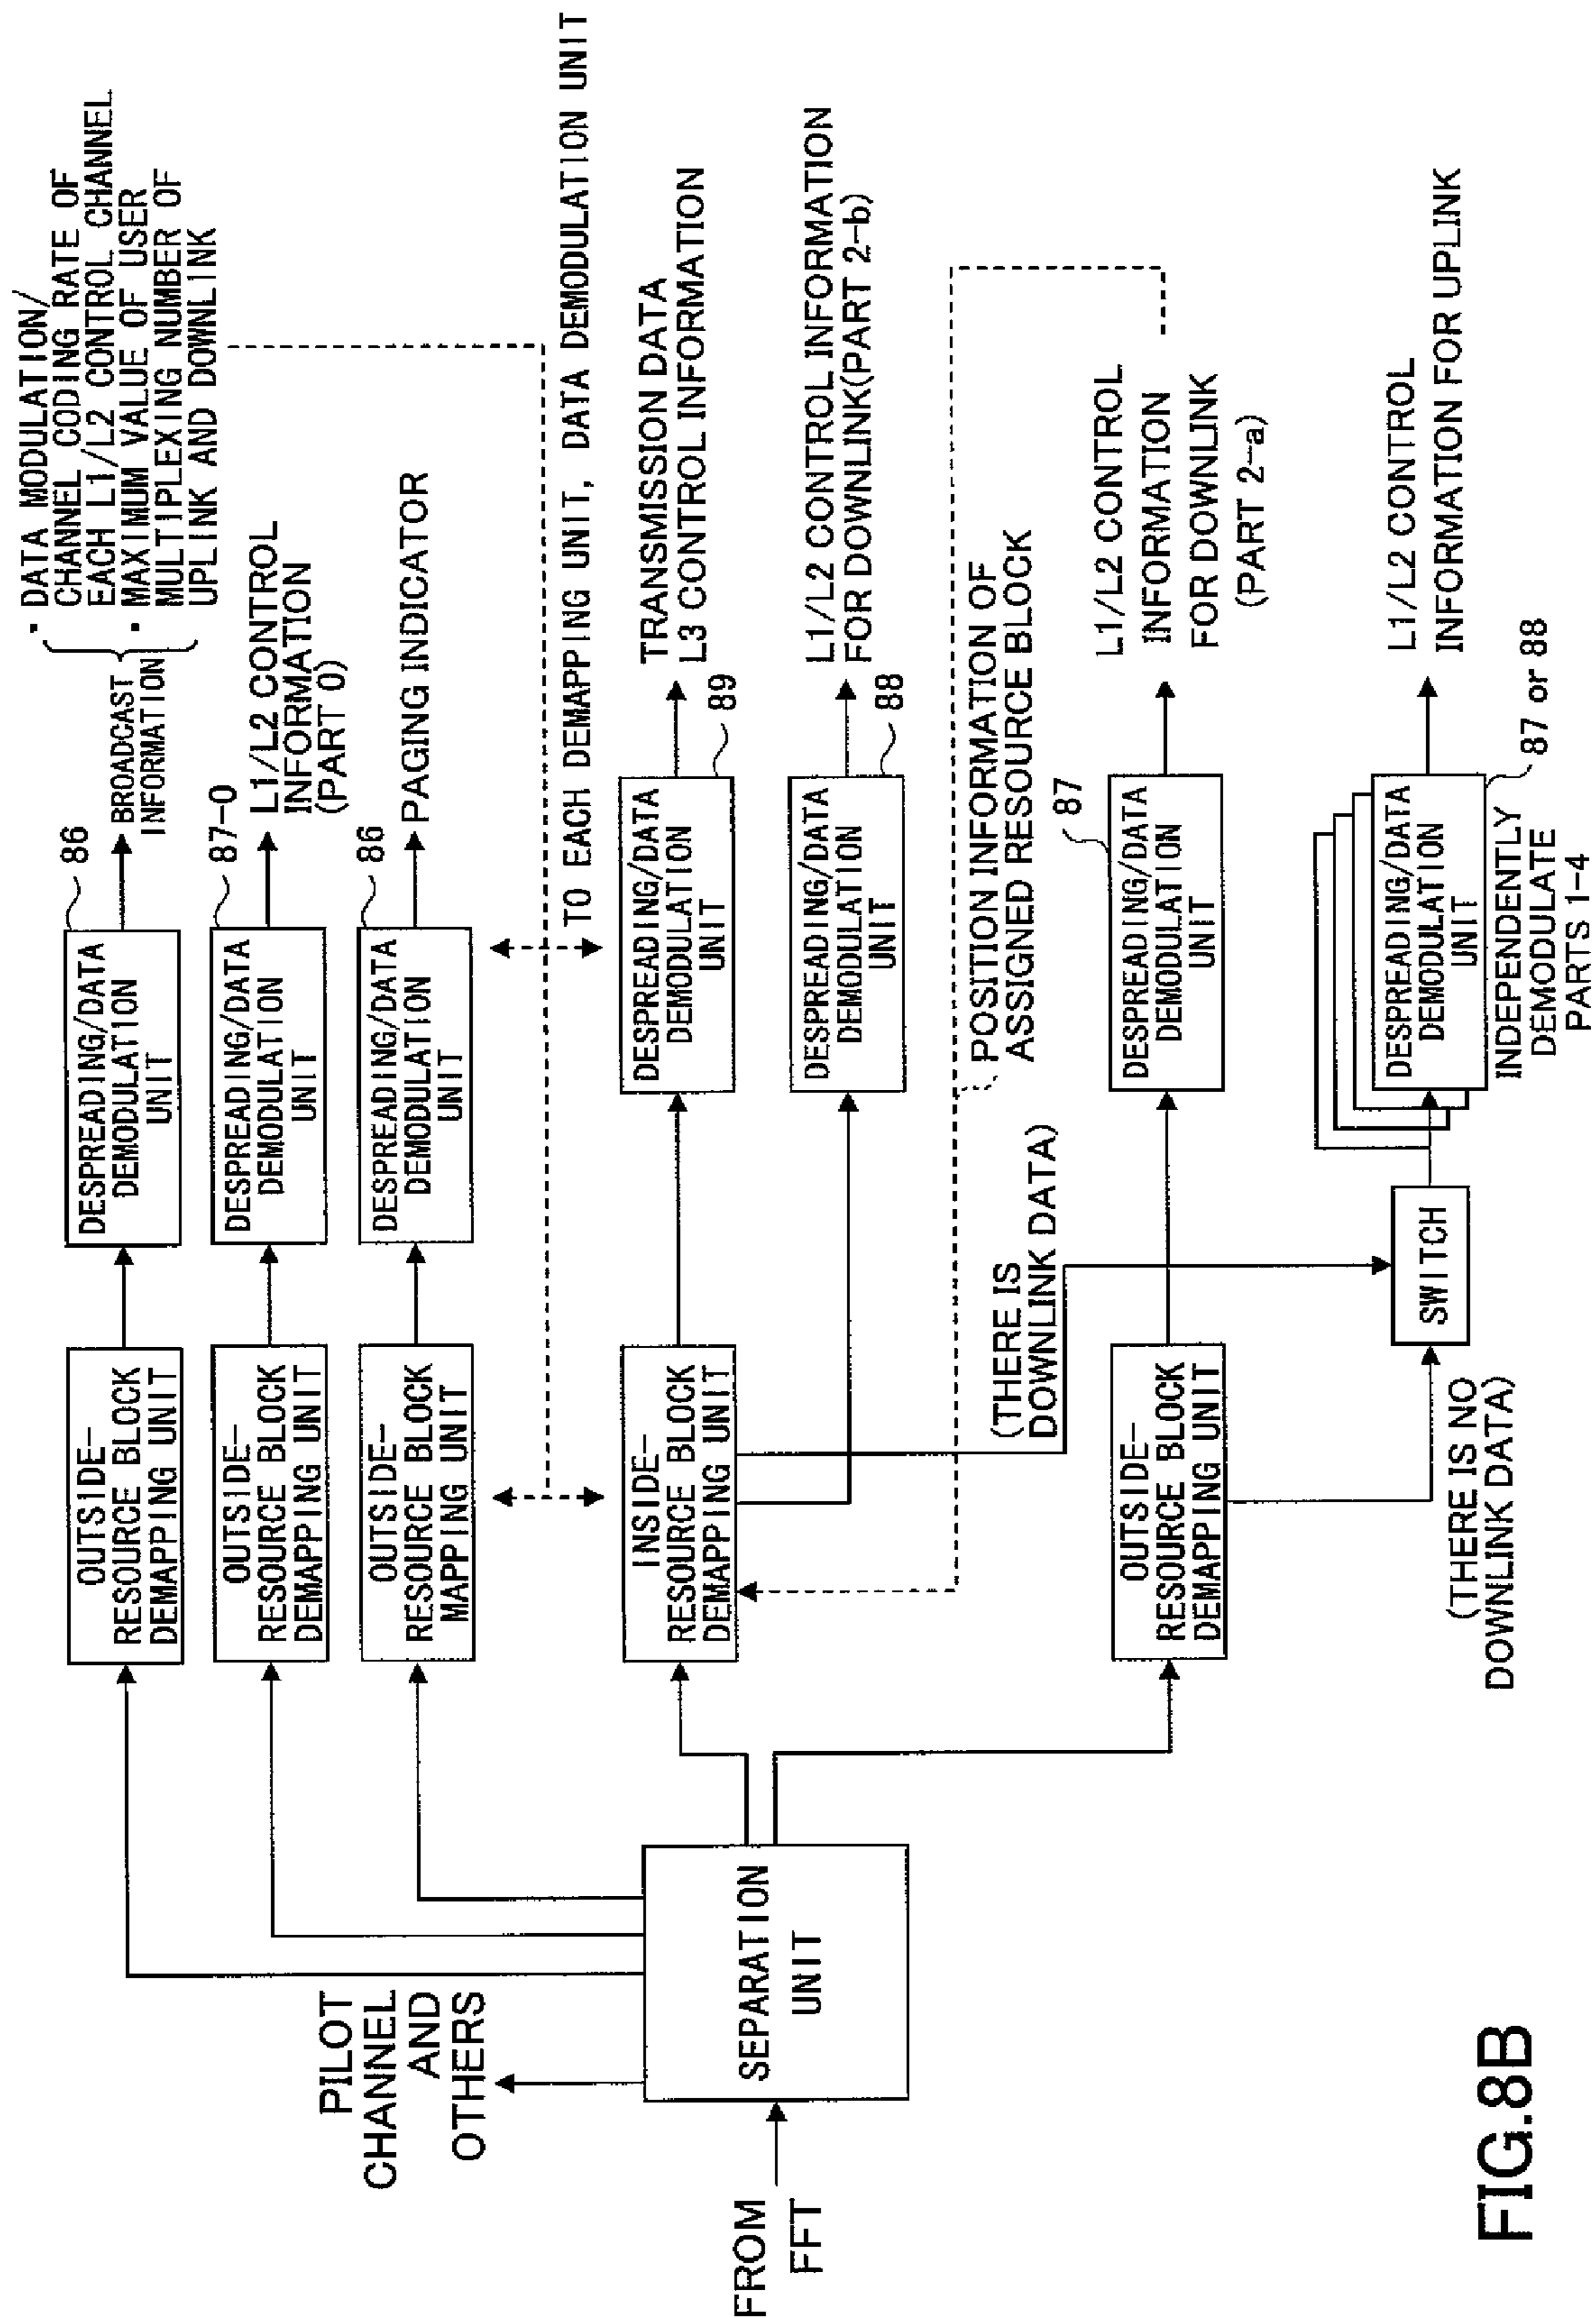 · DATA MODULATION/
CHANNEL CODING RATE OF
EACH L1/L2 CONTROL CHANNEL
· MAXIMUM VALUE OF USER
MULTIPLEXING NUMBER OF
UPLINK AND DOWNLINK
OUTSIDE-
RESOURCE BLOCK
DEMAPPING UNIT
DESPREADING/DATA
DEMODULATION
UNIT
86
BROADCAST
INFORMATION
OUTSIDE-
RESOURCE BLOCK
DEMAPPING UNIT
DESPREADING/DATA
DEMODULATION
UNIT
87-0
L1/L2 CONTROL
INFORMATION
(PART 0)
OUTSIDE-
RESOURCE BLOCK
MAPPING UNIT
DESPREADING/DATA
DEMODULATION
UNIT
86
PAGING INDICATOR
PILOT
CHANNEL
AND
OTHERS
TO EACH DEMAPPING UNIT, DATA DEMODULATION UNIT
FROM
FFT
SEPARATION
UNIT
INSIDE-
RESOURCE BLOCK
DEMAPPING UNIT
DESPREADING/DATA
DEMODULATION
UNIT
89
TRANSMISSION DATA
L3 CONTROL INFORMATION
DESPREADING/DATA
DEMODULATION
UNIT
88
L1/L2 CONTROL INFORMATION
FOR DOWNLINK(PART 2-b)
POSITION INFORMATION OF
ASSIGNED RESOURCE BLOCK
(THERE IS
DOWNLINK DATA)
OUTSIDE-
RESOURCE BLOCK
DEMAPPING UNIT
DESPREADING/DATA
DEMODULATION
UNIT
87
L1/L2 CONTROL
INFORMATION
FOR DOWNLINK
(PART 2-a)
SWITCH
(THERE IS NO
DOWNLINK DATA)
DESPREADING/DATA
DEMODULATION
UNIT
87 or 88
L1/L2 CONTROL
INFORMATION FOR UPLINK
INDEPENDENTLY
DEMODULATE
PARTS 1-4
FIG.8B